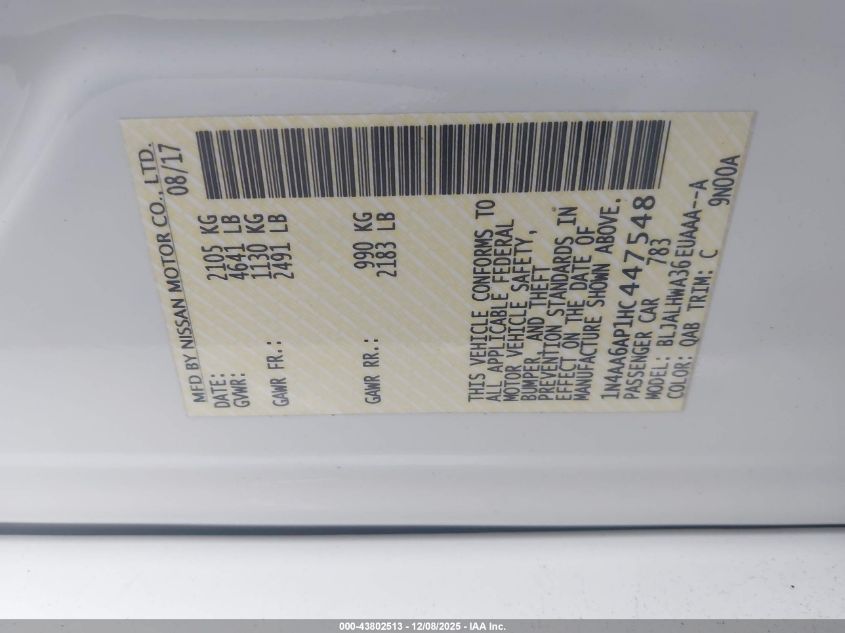 MFD BY NISSAN MOTOR CO., LTD.
DATE: 08/17
GVWR: 2105 KG
4641 LB
GAWR FR.: 1130 KG
2491 LB
GAWR RR.: 990 KG
2183 LB
THIS VEHICLE CONFORMS TO
ALL APPLICABLE FEDERAL
MOTOR VEHICLE SAFETY,
BUMPER, AND THEFT
PREVENTION STANDARDS IN
EFFECT ON THE DATE OF
MANUFACTURE SHOWN ABOVE.
1N4AA6AP1HC447548
PASSENGER CAR 783
MODEL: BLJALHWA36EUAAA--A
COLOR: QAB TRIM: C 9N00A
000-43802513 - 12/08/2025 - IAA Inc.